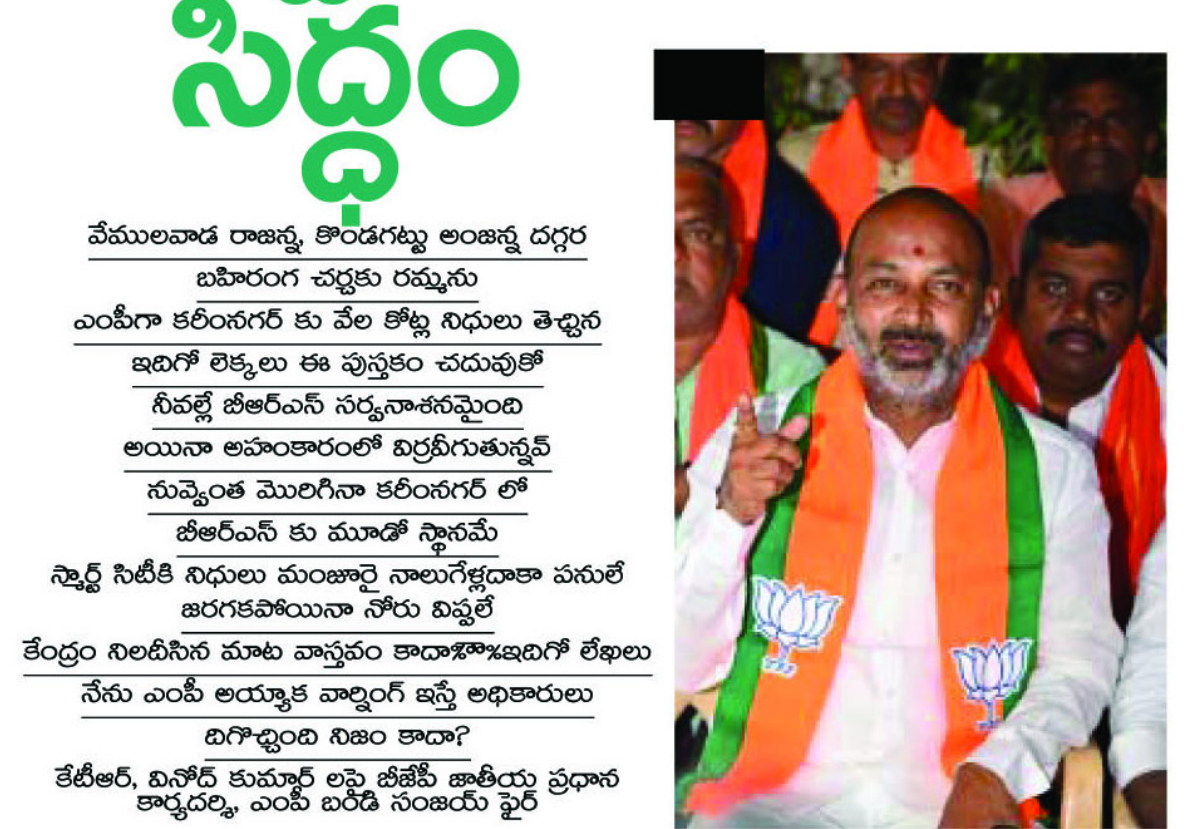 సిద్ధం
వేములవాడ రాజన్న, కొండగట్టు అంజన్న దగ్గర
బహిరంగ చర్చకు రమ్మను
ఎంపీగా కరీంనగర్ కు వేల కోట్ల నిధులు తెచ్చిన
ఇదిగో లెక్కలు ఈ పుస్తకం చదువుకో
నీవల్లే బీఆర్ఎస్ సర్వనాశనమైంది
అయినా అహంకారంలో విర్రవీగుతున్నవ్
నువ్వెంత మొరిగినా కరీంనగర్ లో
బీఆర్ఎస్ కు మూడో స్థానమే
స్మార్ట్ సిటీకి నిధులు మంజూరై నాలుగేళ్లదాకా పనులే
జరగకపోయినా నోరు విప్పలే
కేంద్రం నిలదీసిన మాట వాస్తవం ఇదిగో లేఖలు
నేను ఎంపీ అయ్యాక వార్నింగ్ ఇస్తే అధికారులు
దిగొచ్చింది నిజం కాదా?
కేటీఆర్, వినోద్ కుమార్ లపై బీజేపీ జాతీయ ప్రధాన
కార్యదర్శి, ఎంపీ బండి సంజయ్ ఫైర్